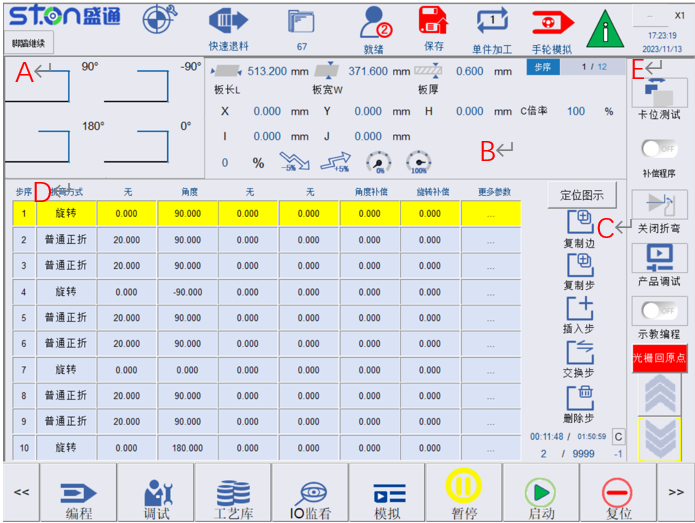 STON盛通
脚踏继续
快速退料
67
2
就绪
保存
1
单件加工
手轮模拟
...
X1
17:23:19
2023/11/13
A
90°
-90°
180°
0°
513.200 mm
371.600 mm
0.600 mm
步序 1 / 12
板长L
板宽W
板厚
X 0.000 mm Y 0.000 mm H 0.000 mm C倍率 100 %
I 0.000 mm J 0.000 mm
B
0 %
-5%
+5%
0%
100%
E
卡位测试
OFF
补偿程序
关闭折弯
产品调试
OFF
示教编程
光栅回原点
D
步序 折弯方式 无 角度 无 无 角度补偿 旋转补偿 更多参数
1 旋转 0.000 90.000 0.000 0.000 0.000 0.000 ...
2 普通正折 20.000 90.000 0.000 0.000 0.000 0.000 ...
3 普通正折 20.000 90.000 0.000 0.000 0.000 0.000 ...
4 旋转 0.000 -90.000 0.000 0.000 0.000 0.000 ...
5 普通正折 20.000 90.000 0.000 0.000 0.000 0.000 ...
6 普通正折 20.000 90.000 0.000 0.000 0.000 0.000 ...
7 旋转 0.000 0.000 0.000 0.000 0.000 0.000 ...
8 普通正折 20.000 90.000 0.000 0.000 0.000 0.000 ...
9 普通正折 20.000 90.000 0.000 0.000 0.000 0.000 ...
10 旋转 0.000 180.000 0.000 0.000 0.000 0.000 ...
定位图示
C
复制边
复制步
插入步
交换步
删除步
00:11:48 / 01:50:59 C
2 / 9999 -1
<<
编程
调试
工艺库
IO监看
模拟
暂停
启动
复位
>>